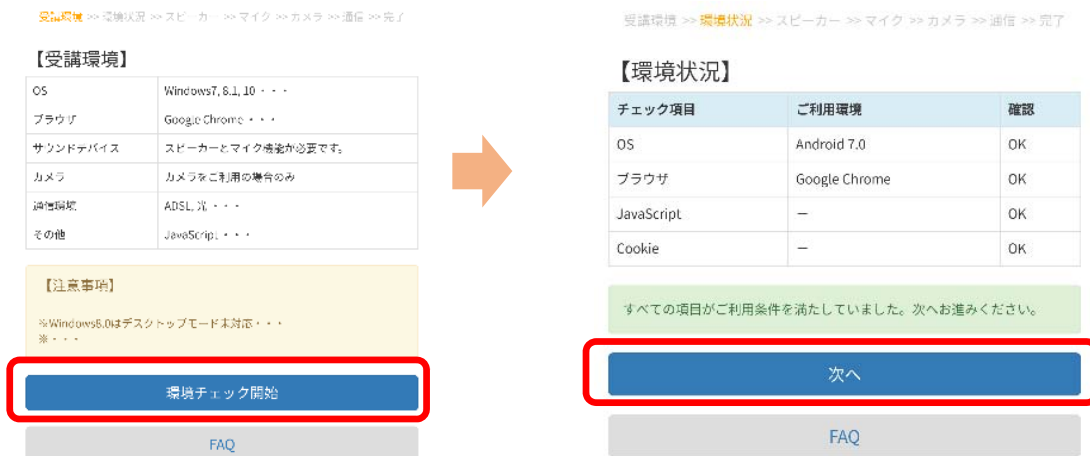 受講環境 >> 環境状況 >> スピーカー >> マイク >> カメラ >> 通信 >> 完了
【受講環境】
OS Windows7, 8.1, 10・・・
ブラウザ Google Chrome・・・
サウンドデバイス スピーカーとマイク機能が必要です。
カメラ カメラをご利用の場合のみ
通信環境 ADSL, 光・・・
その他 JavaScript・・・
【注意事項】
※Windows8.0はデスクトップモード未対応・・・
※・・・
環境チェック開始
FAQ
受講環境 >> 環境状況 >> スピーカー >> マイク >> カメラ >> 通信 >> 完了
【環境状況】
チェック項目 ご利用環境 確認
OS Android 7.0 OK
ブラウザ Google Chrome OK
JavaScript － OK
Cookie － OK
すべての項目がご利用条件を満たしていました。次へお進みください。
次へ
FAQ